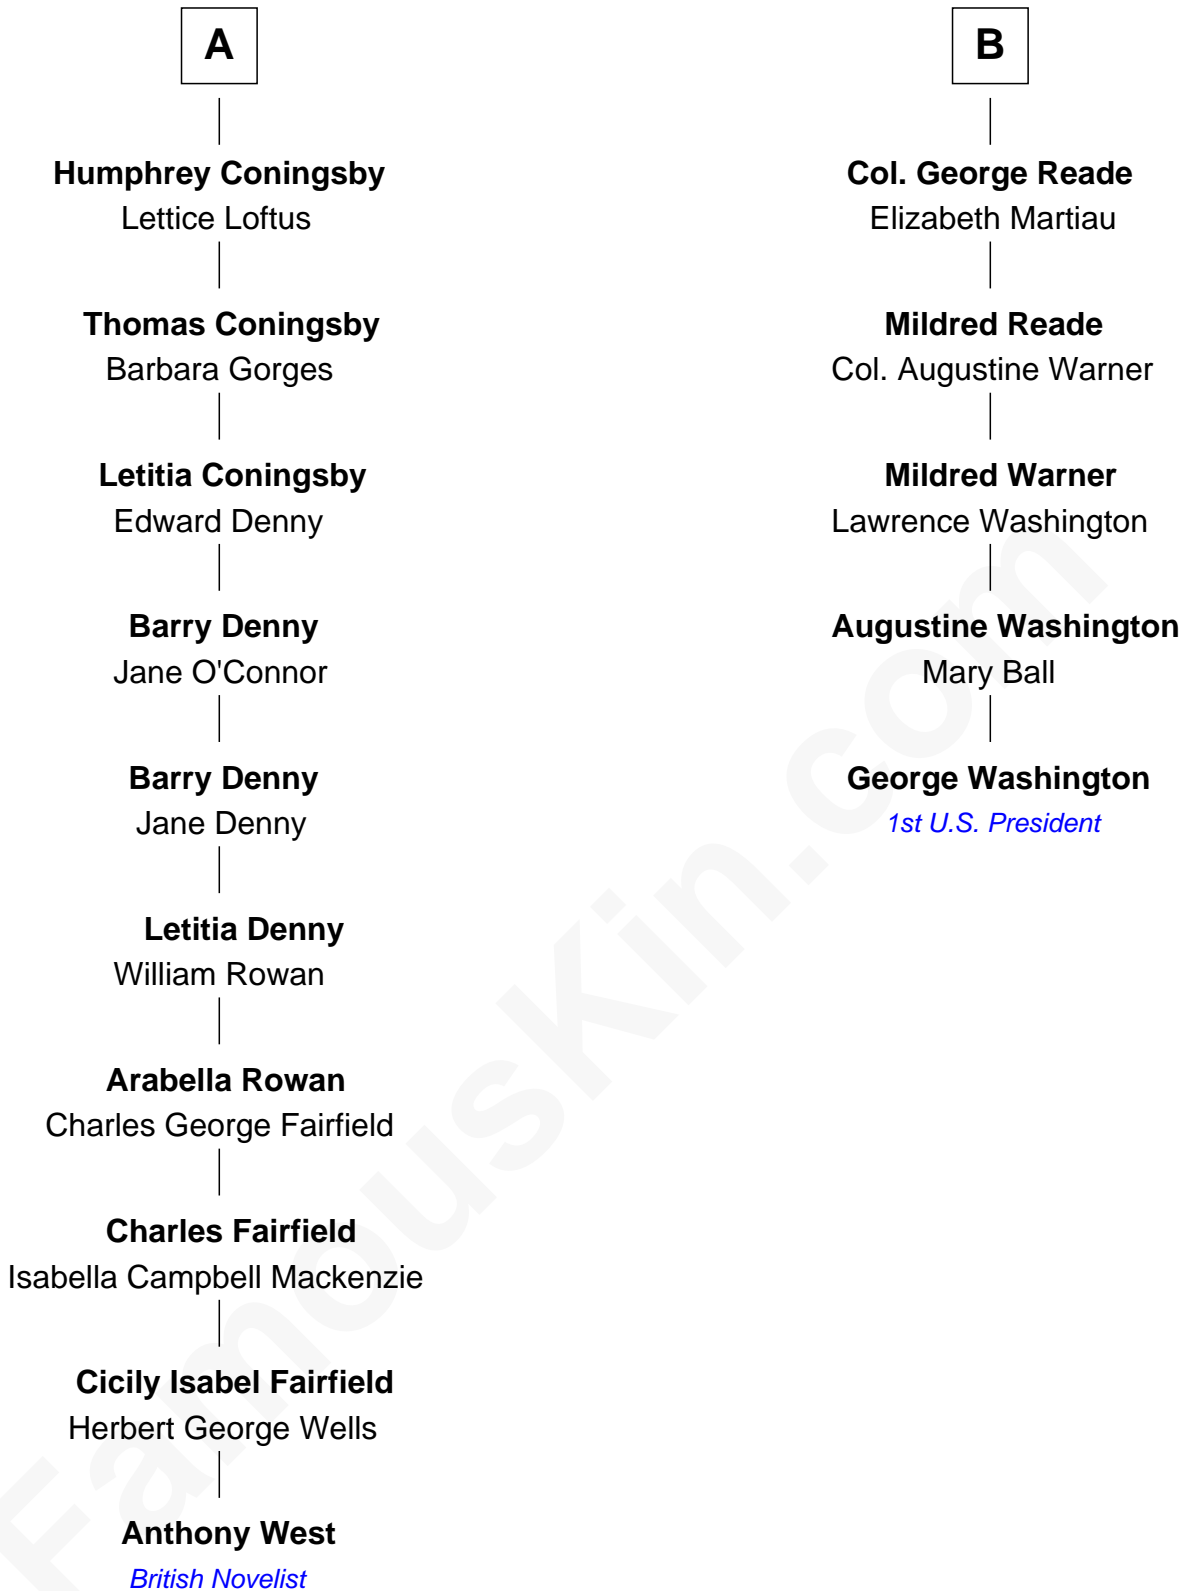 A
Humphrey Coningsby
Lettice Loftus
Thomas Coningsby
Barbara Gorges
Letitia Coningsby
Edward Denny
Barry Denny
Jane O'Connor
Barry Denny
Jane Denny
Letitia Denny
William Rowan
Arabella Rowan
Charles George Fairfield
Charles Fairfield
Isabella Campbell Mackenzie
Cicily Isabel Fairfield
Herbert George Wells
Anthony West
British Novelist
B
Col. George Reade
Elizabeth Martiau
Mildred Reade
Col. Augustine Warner
Mildred Warner
Lawrence Washington
Augustine Washington
Mary Ball
George Washington
1st U.S. President
FamousKin.com